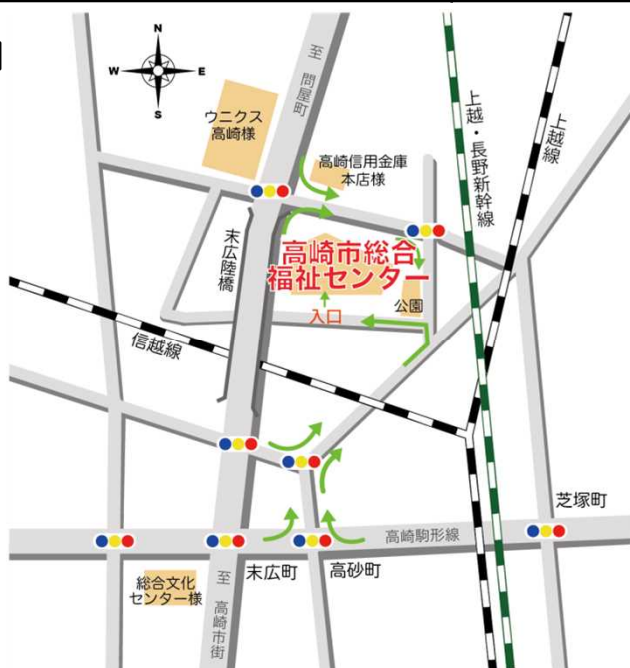 N
W
E
S
至
問屋町
ウニクス
高崎様
高崎信用金庫
本店様
上越・長野新幹線
上越線
末広陸橋
高崎市総合
福祉センター
公園
入口
信越線
芝塚町
高崎駒形線
末広町
高砂町
総合文化
センター様
至
高崎市街